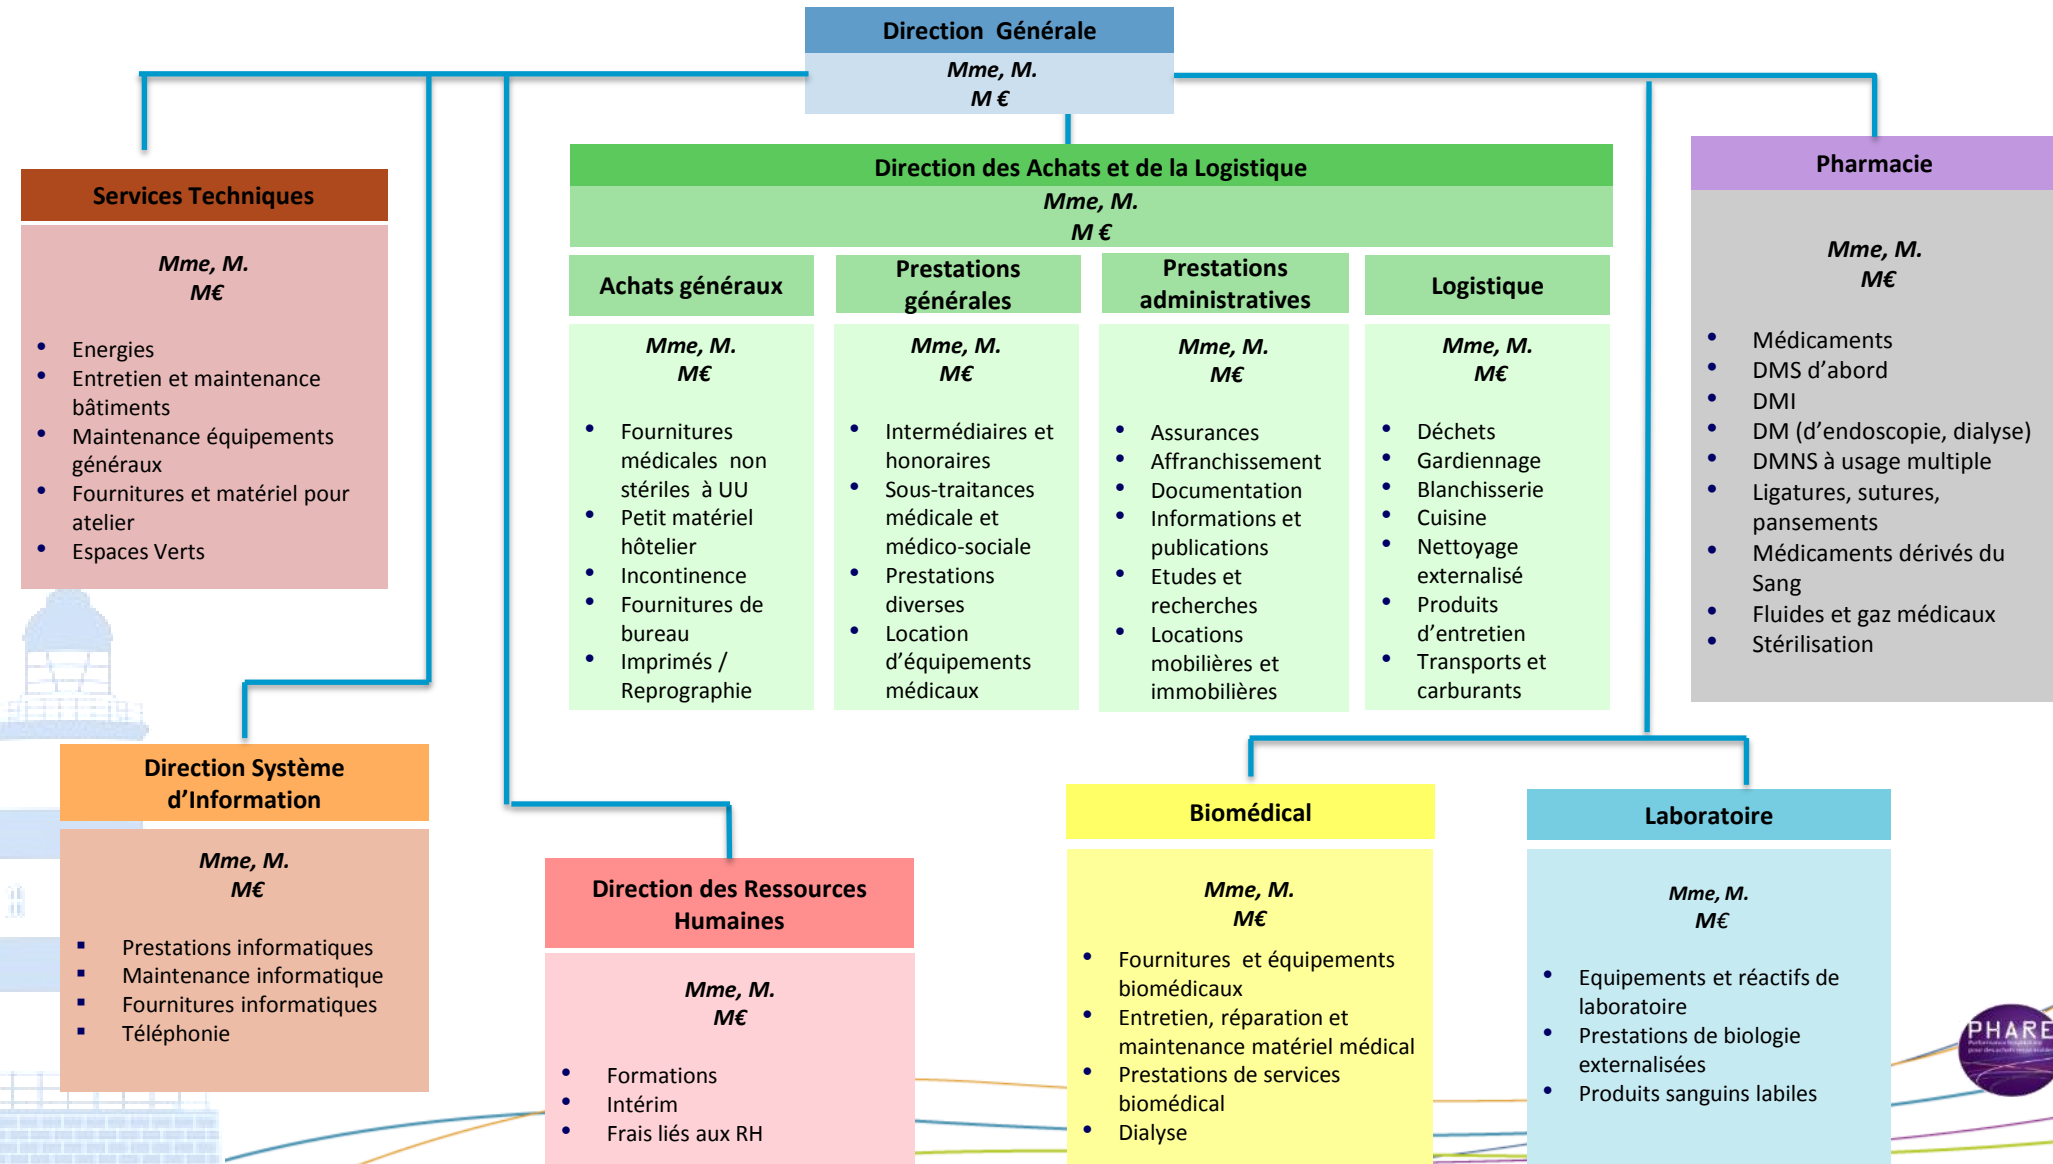 Direction Générale
Mme, M.
M €
Services Techniques
Mme, M.
M€
• Energies
• Entretien et maintenance
bâtiments
• Maintenance équipements
généraux
• Fournitures et matériel pour
atelier
• Espaces Verts
Direction des Achats et de la Logistique
Mme, M.
M €
Achats généraux
Mme, M.
M€
• Fournitures
médicales non
stériles à UU
• Petit matériel
hôtelier
• Incontinence
• Fournitures de
bureau
• Imprimés /
Reprographie
Prestations
générales
Mme, M.
M€
• Intermédiaires et
honoraires
• Sous-traitances
médicale et
médico-sociale
• Prestations
diverses
• Location
d’équipements
médicaux
Prestations
administratives
Mme, M.
M€
• Assurances
• Affranchissement
• Documentation
• Informations et
publications
• Etudes et
recherches
• Locations
mobilières et
immobilières
Logistique
Mme, M.
M€
• Déchets
• Gardiennage
• Blanchisserie
• Cuisine
• Nettoyage
externalisé
• Produits
d’entretien
• Transports et
carburants
Pharmacie
Mme, M.
M€
• Médicaments
• DMS d’abord
• DMI
• DM (d’endoscopie, dialyse)
• DMNS à usage multiple
• Ligatures, sutures,
pansements
• Médicaments dérivés du
Sang
• Fluides et gaz médicaux
• Stérilisation
Direction Système
d’Information
Mme, M.
M€
▪ Prestations informatiques
▪ Maintenance informatique
▪ Fournitures informatiques
▪ Téléphonie
Direction des Ressources
Humaines
Mme, M.
M€
• Formations
• Intérim
• Frais liés aux RH
Biomédical
Mme, M.
M€
• Fournitures et équipements
biomédicaux
• Entretien, réparation et
maintenance matériel médical
• Prestations de services
biomédical
• Dialyse
Laboratoire
Mme, M.
M€
• Equipements et réactifs de
laboratoire
• Prestations de biologie
externalisées
• Produits sanguins labiles
PHARE